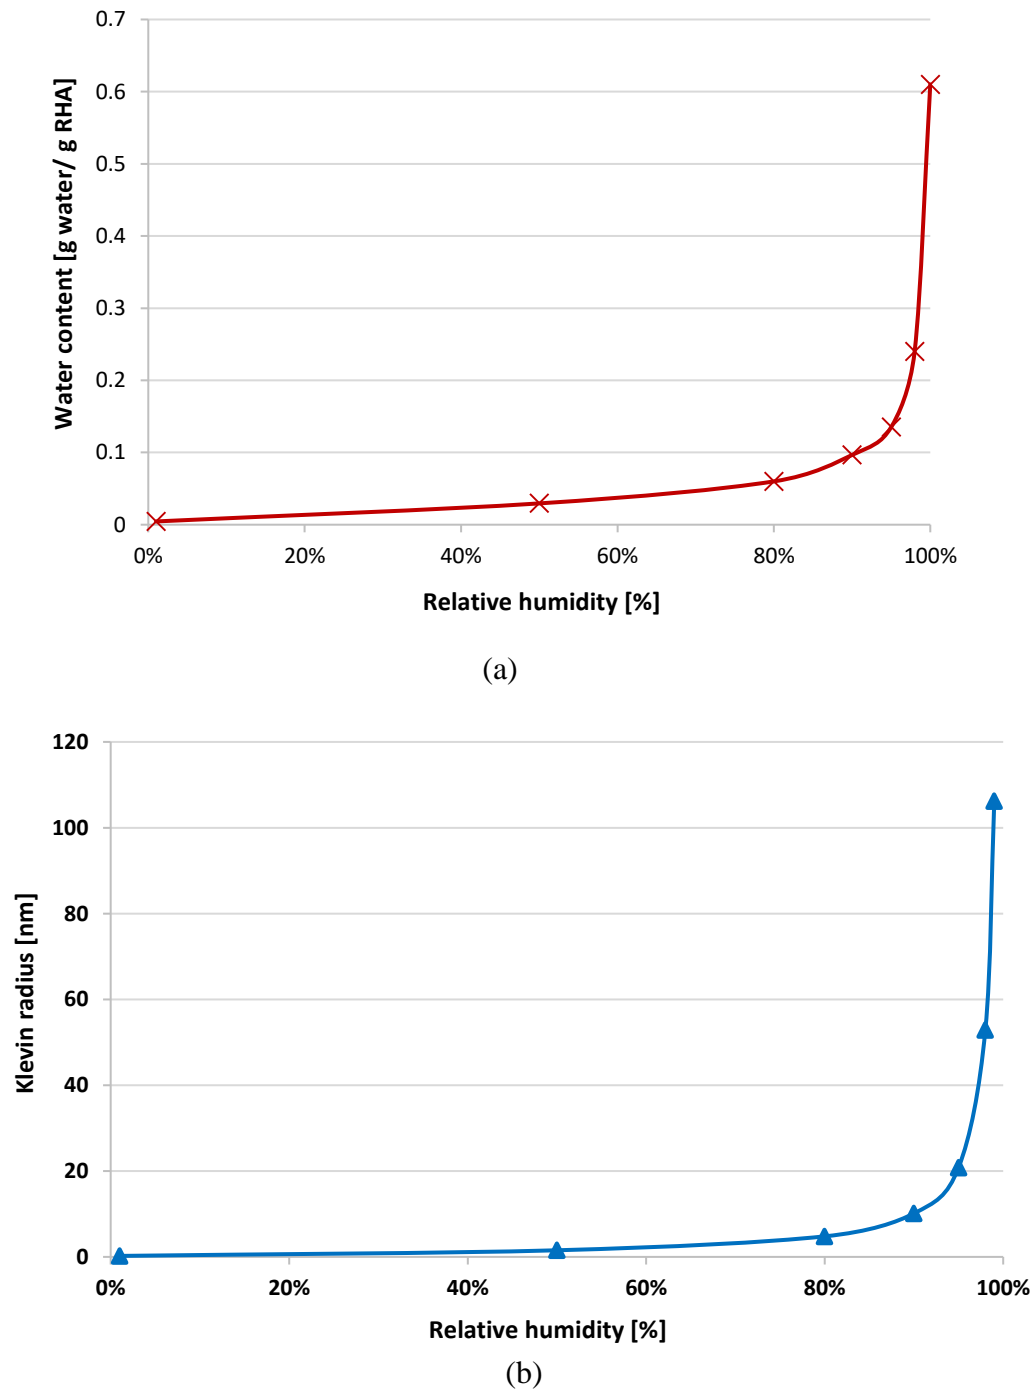 0.7
0.6
0.5
0.4
0.3
0.2
0.1
0
Water content [g water/ g RHA]
0% 20% 40% 60% 80% 100%
Relative humidity [%]
(a)
120
100
80
60
40
20
0
Klevin radius [nm]
0% 20% 40% 60% 80% 100%
Relative humidity [%]
(b)